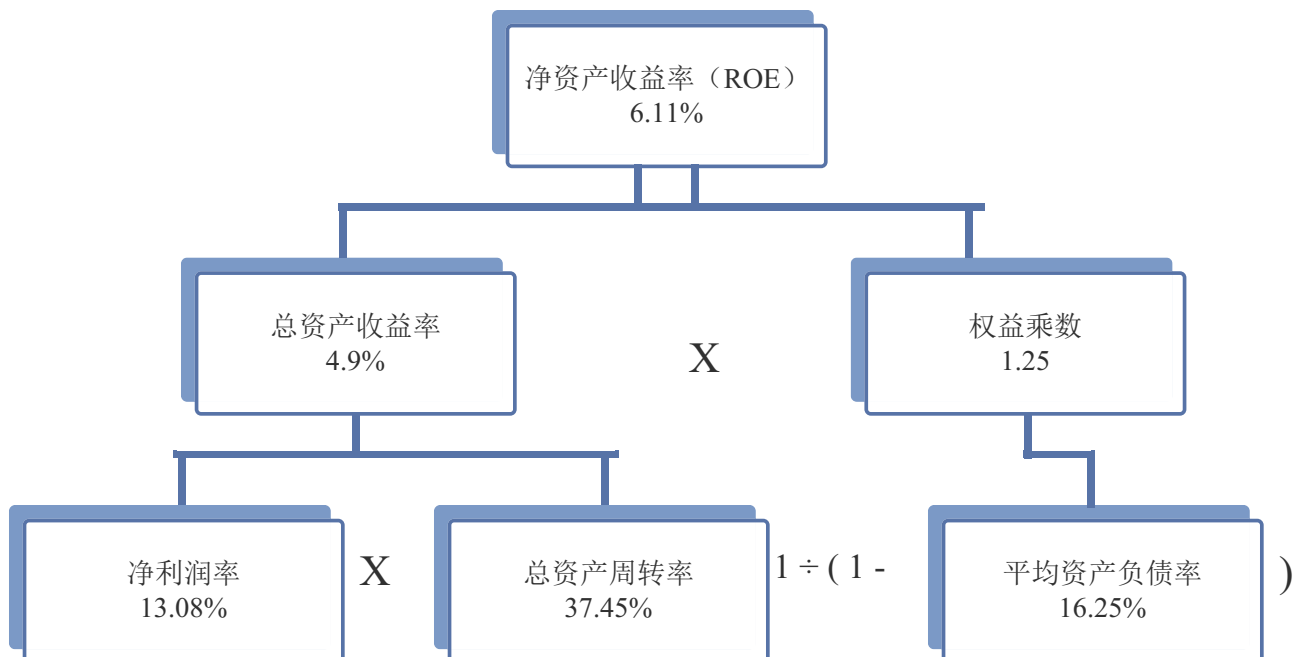 净资产收益率（ROE）
6.11%
总资产收益率
4.9%
X
权益乘数
1.25
净利润率
13.08%
X
总资产周转率
37.45%
1 ÷ ( 1 -
平均资产负债率
16.25%
)